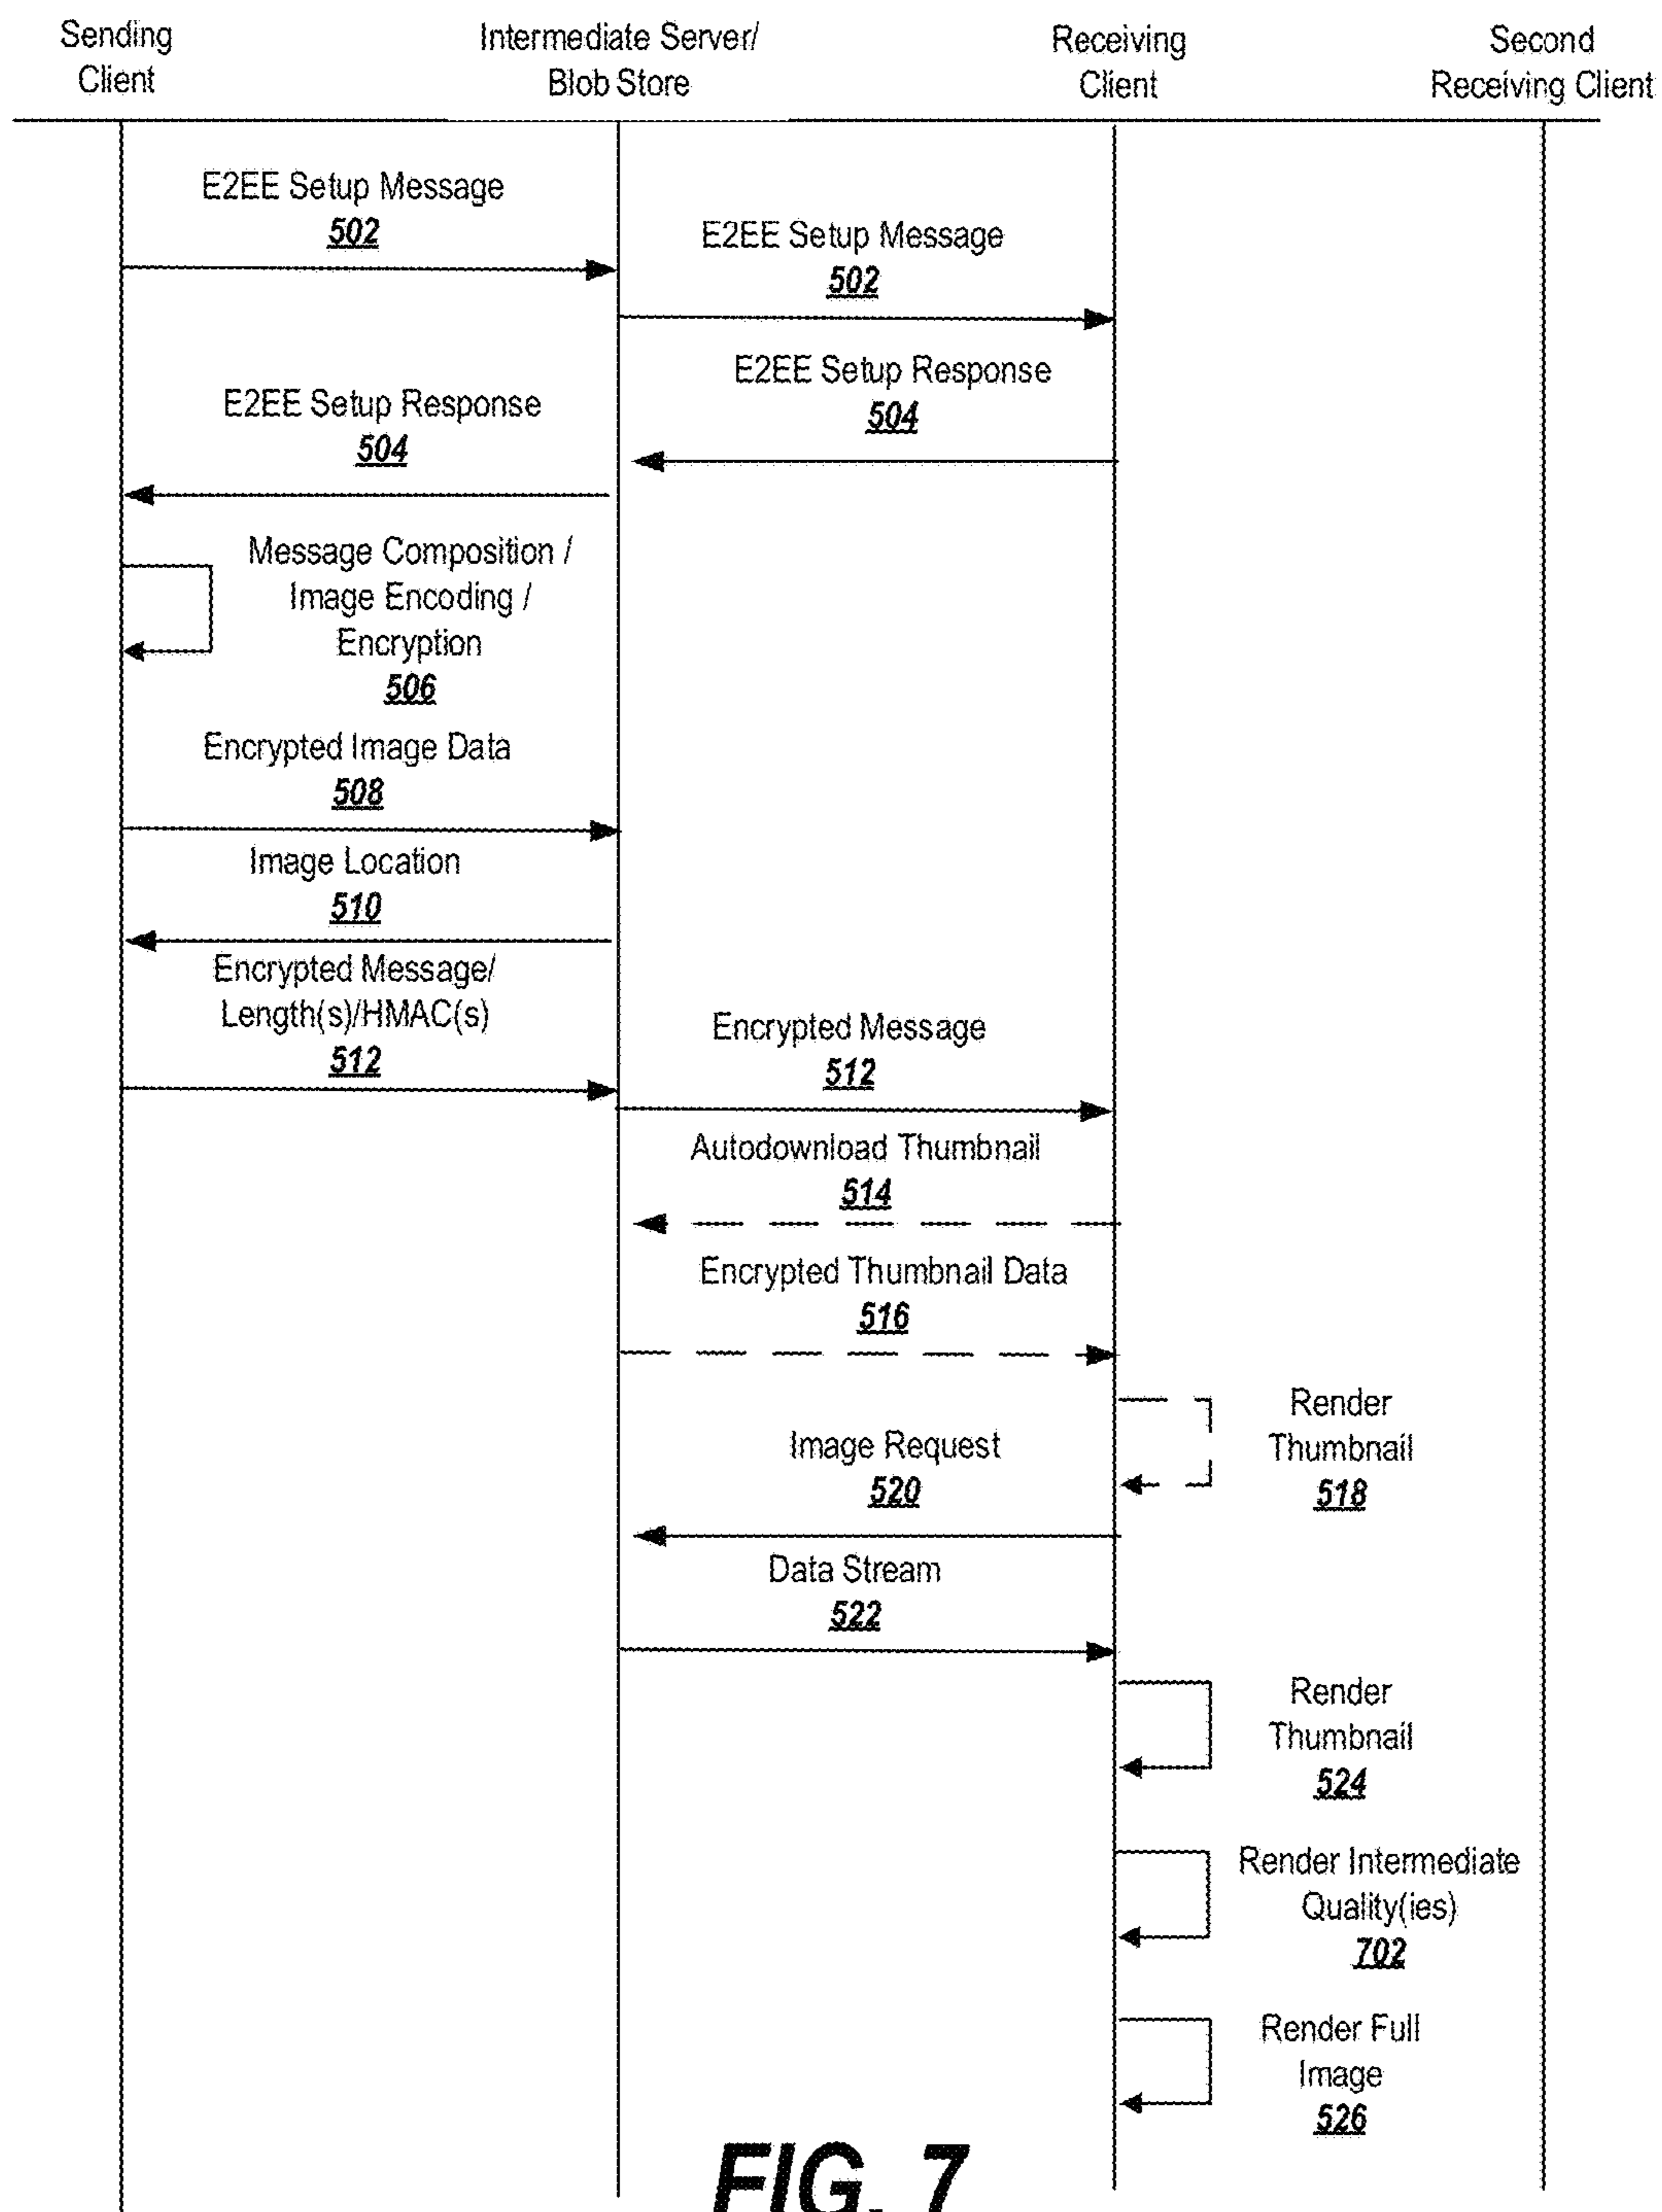 Sending
Client
Intermediate Server/
Blob Store
Receiving
Client
Second
Receiving Client
E2EE Setup Message
502
E2EE Setup Message
502
E2EE Setup Response
504
E2EE Setup Response
504
Message Composition /
Image Encoding /
Encryption
506
Encrypted Image Data
508
Image Location
510
Encrypted Message/
Length(s)/HMAC(s)
512
Encrypted Message
512
Autodownload Thumbnail
514
Encrypted Thumbnail Data
516
Render
Thumbnail
518
Image Request
520
Data Stream
522
Render
Thumbnail
524
Render Intermediate
Quality(ies)
702
Render Full
Image
526
FIG. 7